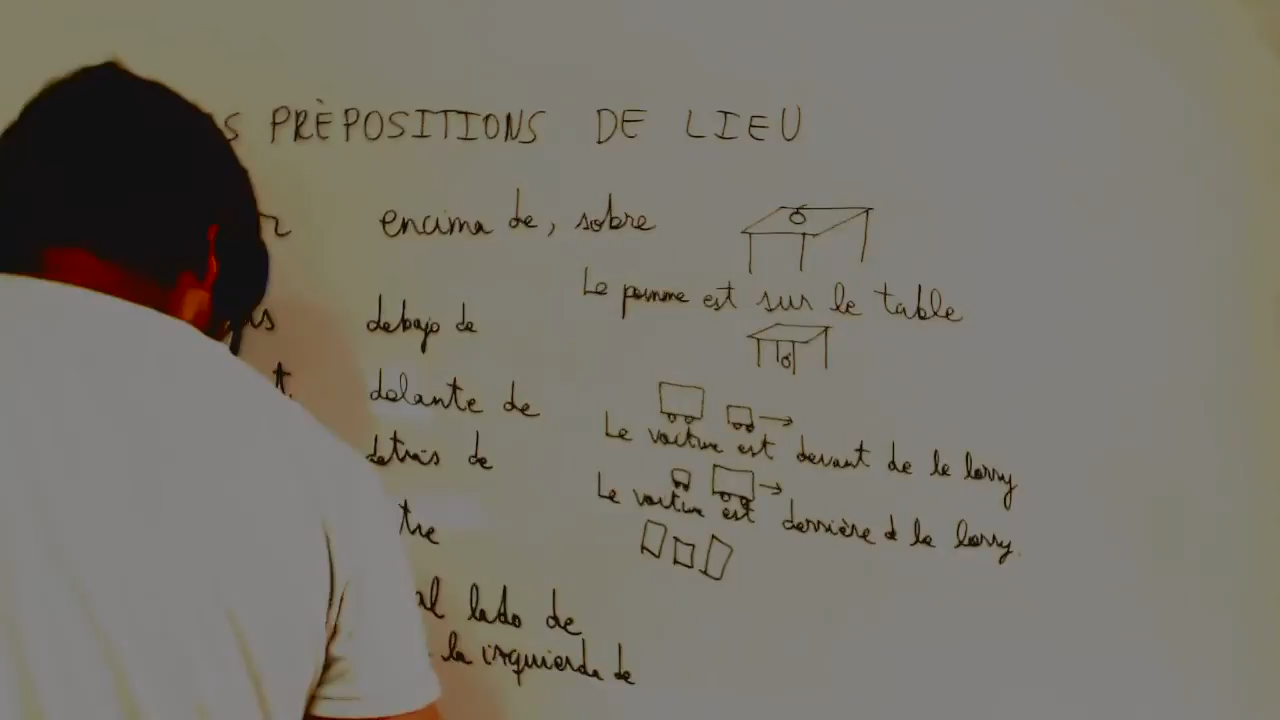 S PRÈPOSITIONS DE LIEU
encima de, sobre
Le pomme est sur le table
debajo de
delante de
Le voiture est devant de le lorry
detrás de
Le voiture est derrière d le lorry.
tre
al lado de
la izquierda de